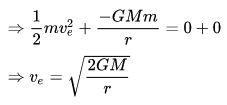 ⇒ 1/2 mv_e^2 + −GMm/r = 0 + 0
⇒ v_e = √(2GM/r)